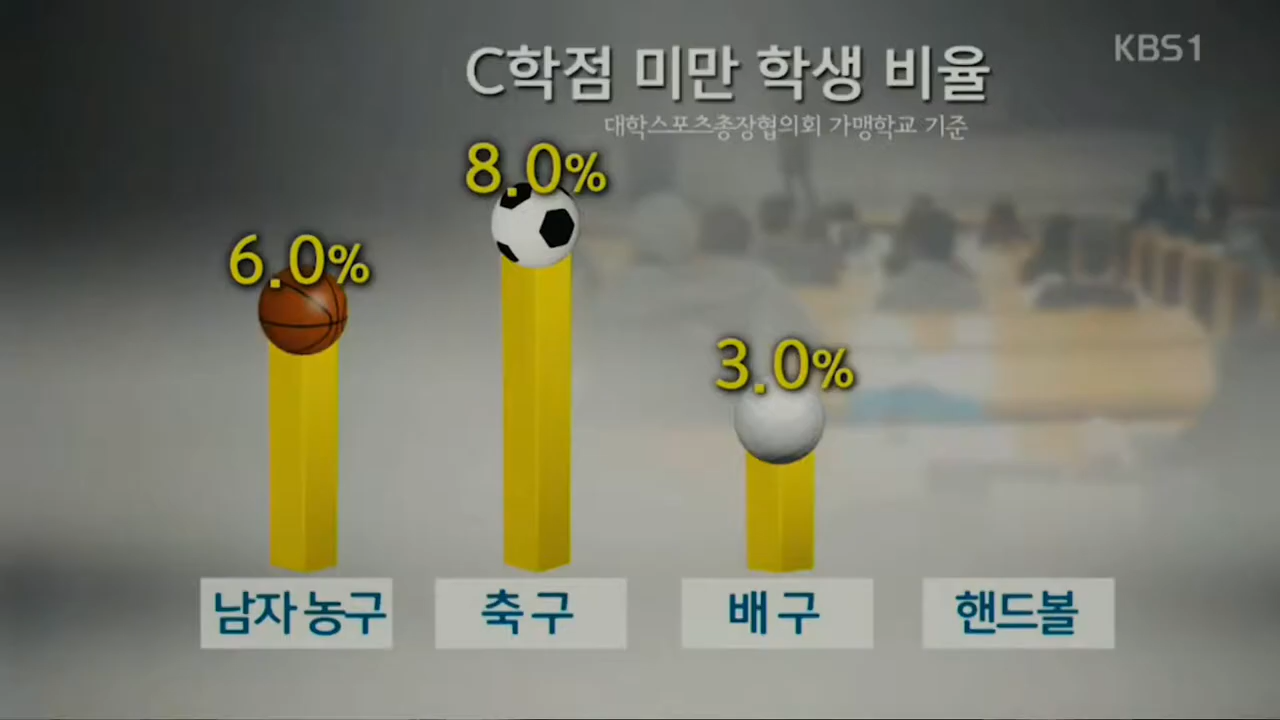 KBS1
C학점 미만 학생 비율
대학스포츠총장협의회 가맹학교 기준
8.0%
6.0%
3.0%
남자 농구
축구
배구
핸드볼